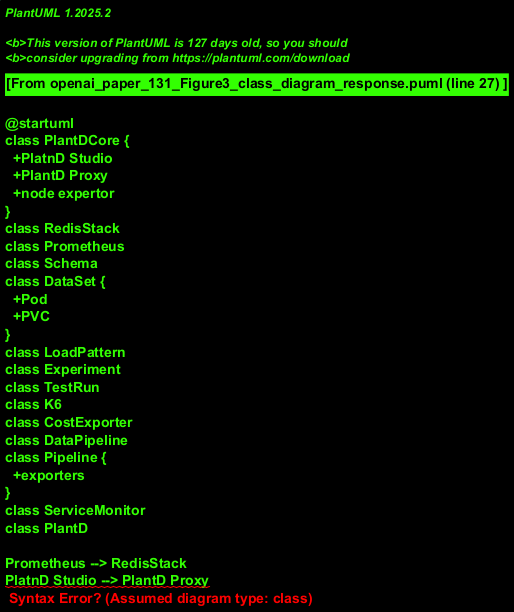 PlantUML 1.2025.2
<b>This version of PlantUML is 127 days old, so you should
<b>consider upgrading from https://plantuml.com/download
[From openai_paper_131_Figure3_class_diagram_response.puml (line 27) ]
@startuml
class PlantDCore {
+PlatnD Studio
+PlantD Proxy
+node expertor
}
class RedisStack
class Prometheus
class Schema
class DataSet {
+Pod
+PVC
}
class LoadPattern
class Experiment
class TestRun
class K6
class CostExporter
class DataPipeline
class Pipeline {
+exporters
}
class ServiceMonitor
class PlantD
Prometheus --> RedisStack
PlatnD Studio --> PlantD Proxy
Syntax Error? (Assumed diagram type: class)